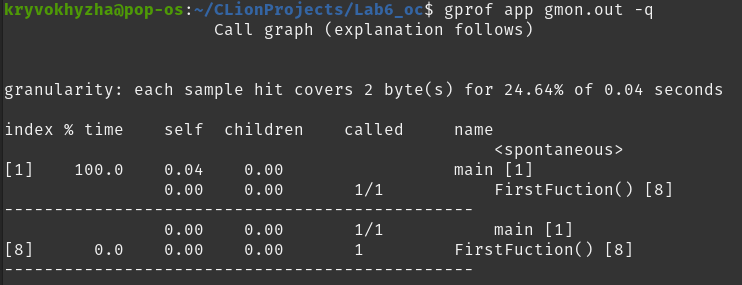 kryvokhyzha@pop-os:~/CLionProjects/Lab6_oc$ gprof app gmon.out -q
Call graph (explanation follows)
granularity: each sample hit covers 2 byte(s) for 24.64% of 0.04 seconds
index % time    self  children    called     name
<spontaneous>
[1]    100.0    0.04    0.00                 main [1]
0.00    0.00       1/1           FirstFuction() [8]
-----------------------------------------------
0.00    0.00       1/1           main [1]
[8]      0.0    0.00    0.00       1         FirstFuction() [8]
-----------------------------------------------